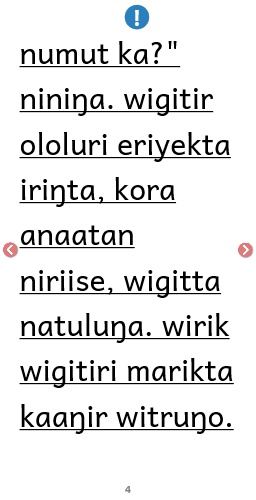 numut ka?"
niniŋa. wigitir
ololuri eriyekta
iriŋta, kora
anaatan
niriise, wigitta
natuluŋa. wirik
wigitiri marikta
kaaŋir witruŋo.
4